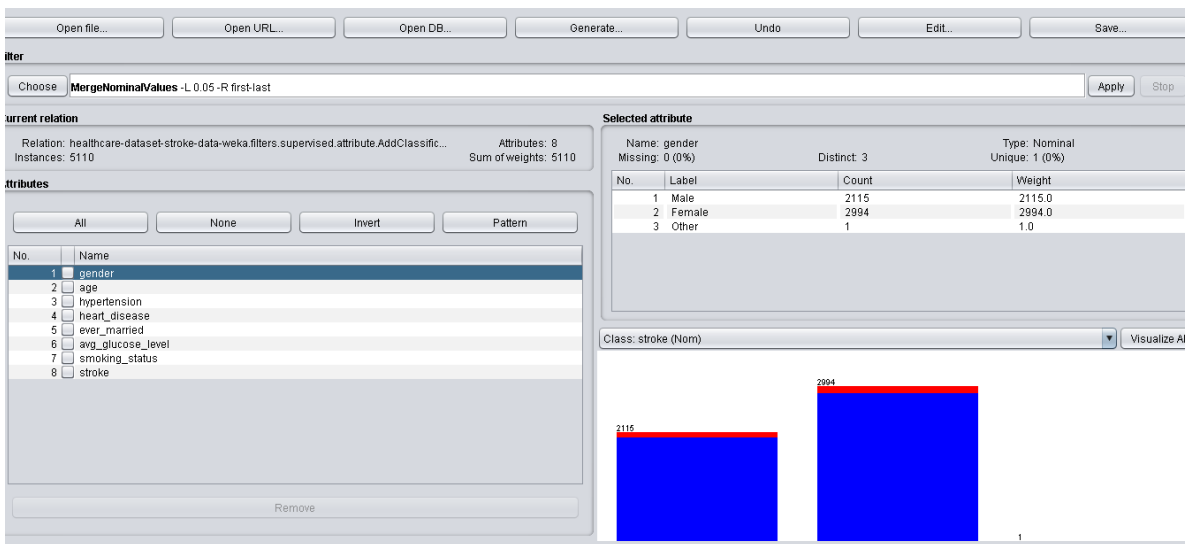 Open file... Open URL... Open DB... Generate... Undo Edit... Save...
ilter
Choose MergeNominalValues -L 0.05 -R first-last Apply Stop
Current relation
Relation: healthcare-dataset-stroke-data-weka.filters.supervised.attribute.AddClassific... Attributes: 8
Instances: 5110 Sum of weights: 5110
Attributes
All None Invert Pattern
No. Name
1 gender
2 age
3 hypertension
4 heart_disease
5 ever_married
6 avg_glucose_level
7 smoking_status
8 stroke
Remove
Selected attribute
Name: gender Type: Nominal
Missing: 0 (0%) Distinct: 3 Unique: 1 (0%)
No. Label Count Weight
1 Male 2115 2115.0
2 Female 2994 2994.0
3 Other 1 1.0
Class: stroke (Nom) Visualize Al
2994
2115
1